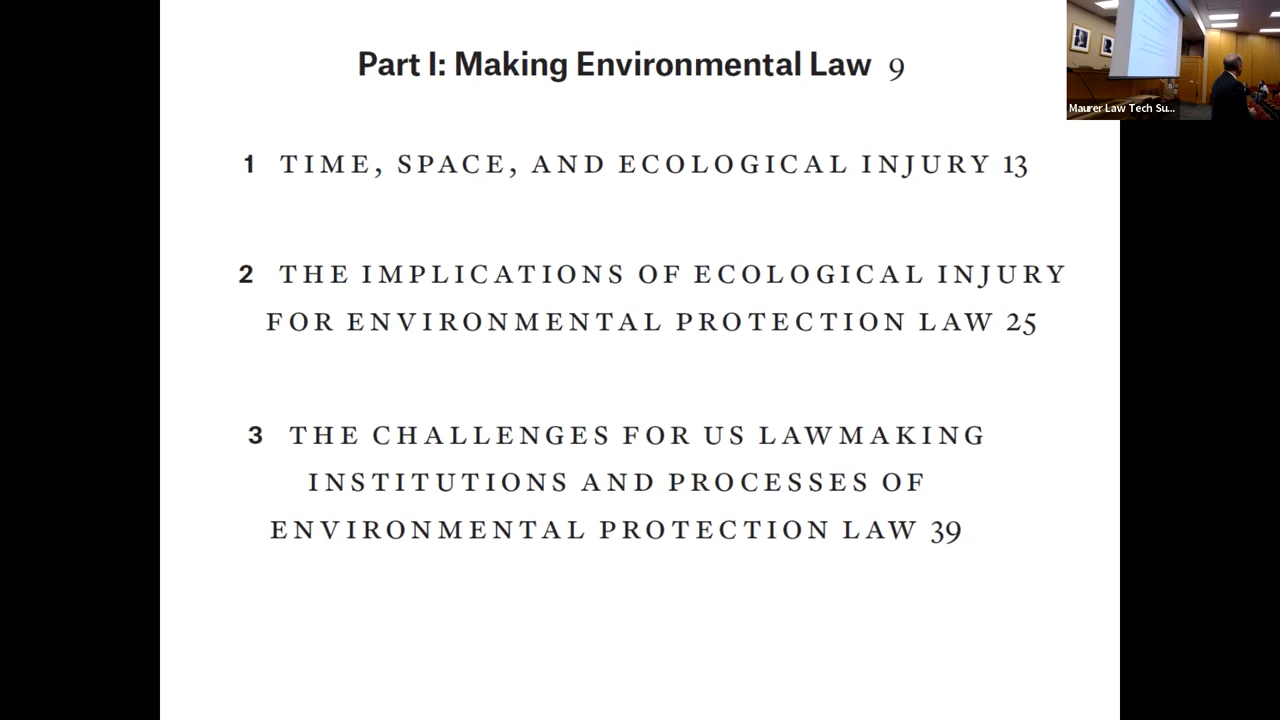 Part I: Making Environmental Law 9
1 TIME, SPACE, AND ECOLOGICAL INJURY 13
2 THE IMPLICATIONS OF ECOLOGICAL INJURY
FOR ENVIRONMENTAL PROTECTION LAW 25
3 THE CHALLENGES FOR US LAWMAKING
INSTITUTIONS AND PROCESSES OF
ENVIRONMENTAL PROTECTION LAW 39
Maurer Law Tech Su...